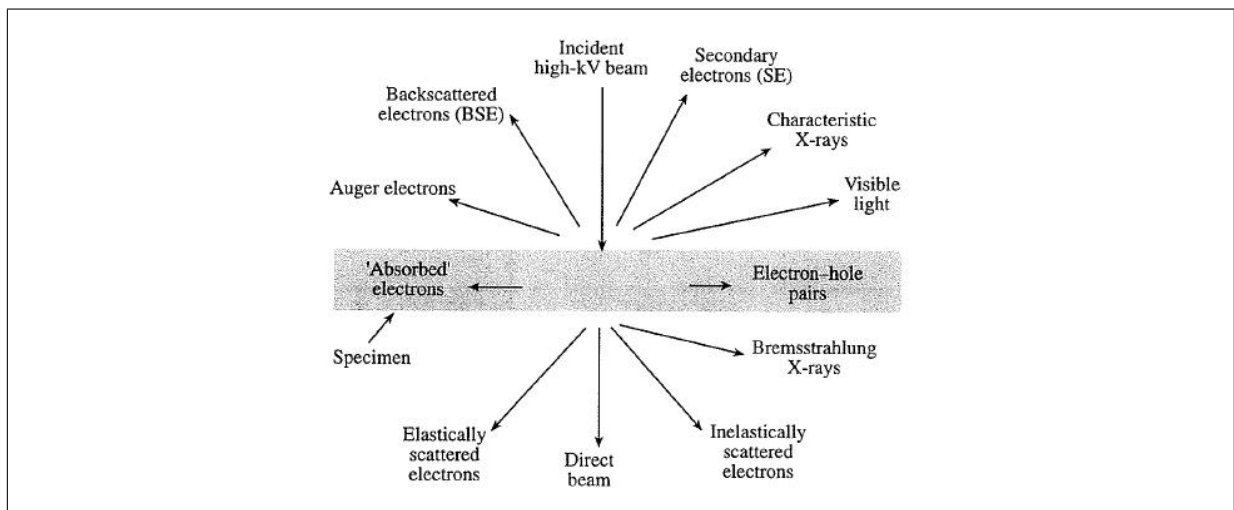 Incident
high-kV beam
Secondary
electrons (SE)
Backscattered
electrons (BSE)
Characteristic
X-rays
Auger electrons
Visible
light
'Absorbed'
electrons
Electron–hole
pairs
Specimen
Bremsstrahlung
X-rays
Elastically
scattered
electrons
Direct
beam
Inelastically
scattered
electrons